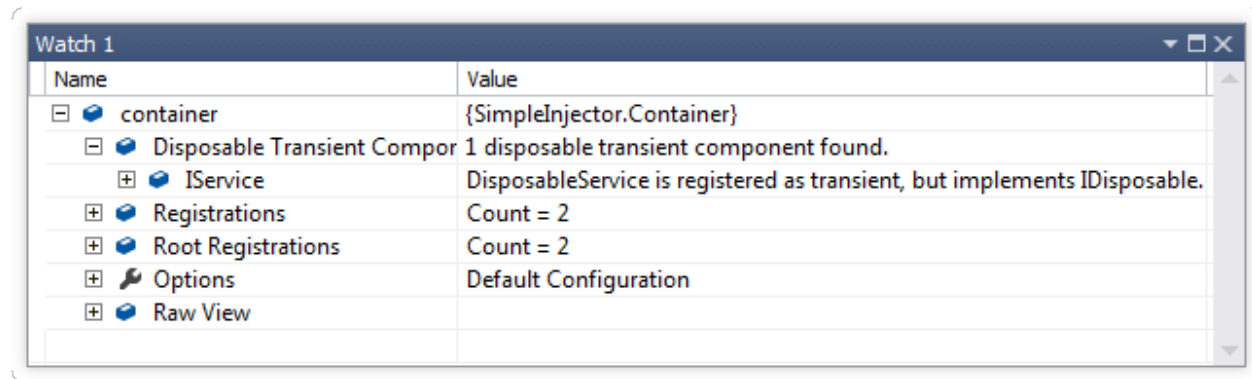 Watch 1
Name Value
container {SimpleInjector.Container}
Disposable Transient Compor 1 disposable transient component found.
IService DisposableService is registered as transient, but implements IDisposable.
Registrations Count = 2
Root Registrations Count = 2
Options Default Configuration
Raw View